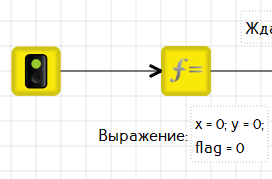 Жда
Выражение:
x = 0; y = 0;
flag = 0